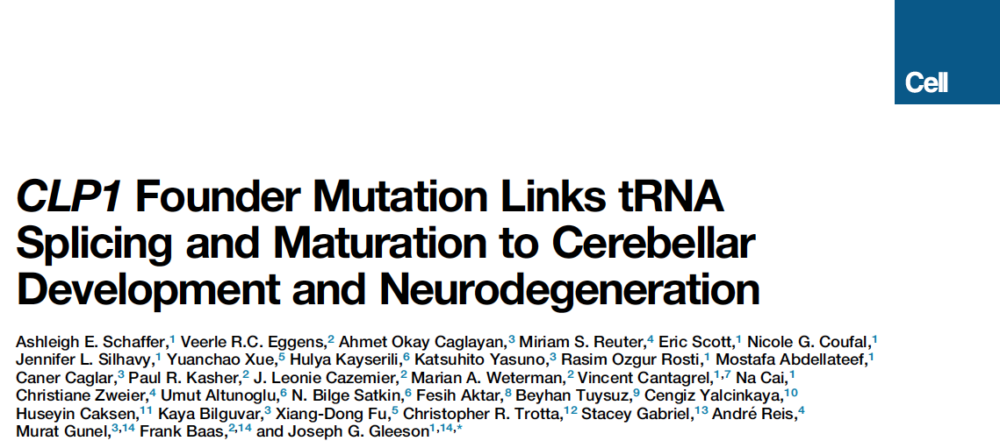 Cell
CLP1 Founder Mutation Links tRNA
Splicing and Maturation to Cerebellar
Development and Neurodegeneration
Ashleigh E. Schaffer,1 Veerle R.C. Eggens,2 Ahmet Okay Caglayan,3 Miriam S. Reuter,4 Eric Scott,1 Nicole G. Coufal,1
Jennifer L. Silhavy,1 Yuanchao Xue,5 Hulya Kayserili,6 Katsuhito Yasuno,3 Rasim Ozgur Rosti,1 Mostafa Abdellateef,1
Caner Caglar,3 Paul R. Kasher,2 J. Leonie Cazemier,2 Marian A. Weterman,2 Vincent Cantagrel,1,7 Na Cai,1
Christiane Zweier,4 Umut Altunoglu,6 N. Bilge Satkin,6 Fesih Aktar,8 Beyhan Tuysuz,9 Cengiz Yalcinkaya,10
Huseyin Caksen,11 Kaya Bilguvar,3 Xiang-Dong Fu,5 Christopher R. Trotta,12 Stacey Gabriel,13 André Reis,4
Murat Gunel,3,14 Frank Baas,2,14 and Joseph G. Gleeson1,14,*